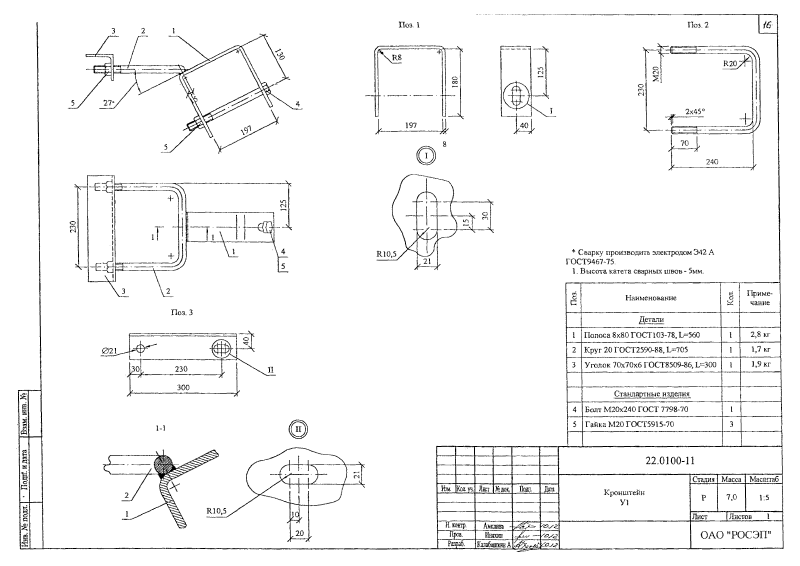 16
Поз. 1
Поз. 2
3
2
1
130
5
27°
4
197
5
R8
180
197
8
125
1
40
I
R20
M20
230
2х45°
70
240
230
125
1
1
1
4
5
3
2
30
15
R10,5
21
* Сварку производить электродом Э42 А
ГОСТ9467-75
1. Высота катета сварных швов - 5мм.
Поз. Наименование Кол. Приме-
чание
Детали
1 Полоса 8х80 ГОСТ103-78, L=560 1 2,8 кг
2 Круг 20 ГОСТ2590-88, L=705 1 1,7 кг
3 Уголок 70х70х6 ГОСТ8509-86, L=300 1 1,9 кг
Стандартные изделия
4 Болт М20х240 ГОСТ 7798-70 1
5 Гайка М20 ГОСТ5915-70 3
Поз. 3
Ø21
40
II
30
230
300
1-1
2
1
II
21
R10,5
10
20
Взам. инв. №
Подп. и дата
Инв. № подл.
22.0100-11
Изм. Кол. уч. Лист № док. Подп. Дата
Кронштейн
У1
Стадия Масса Масштаб
Р 7,0 1:5
Лист Листов 1
Н. контр.
Пров.
Разраб.
ОАО "РОСЭП"